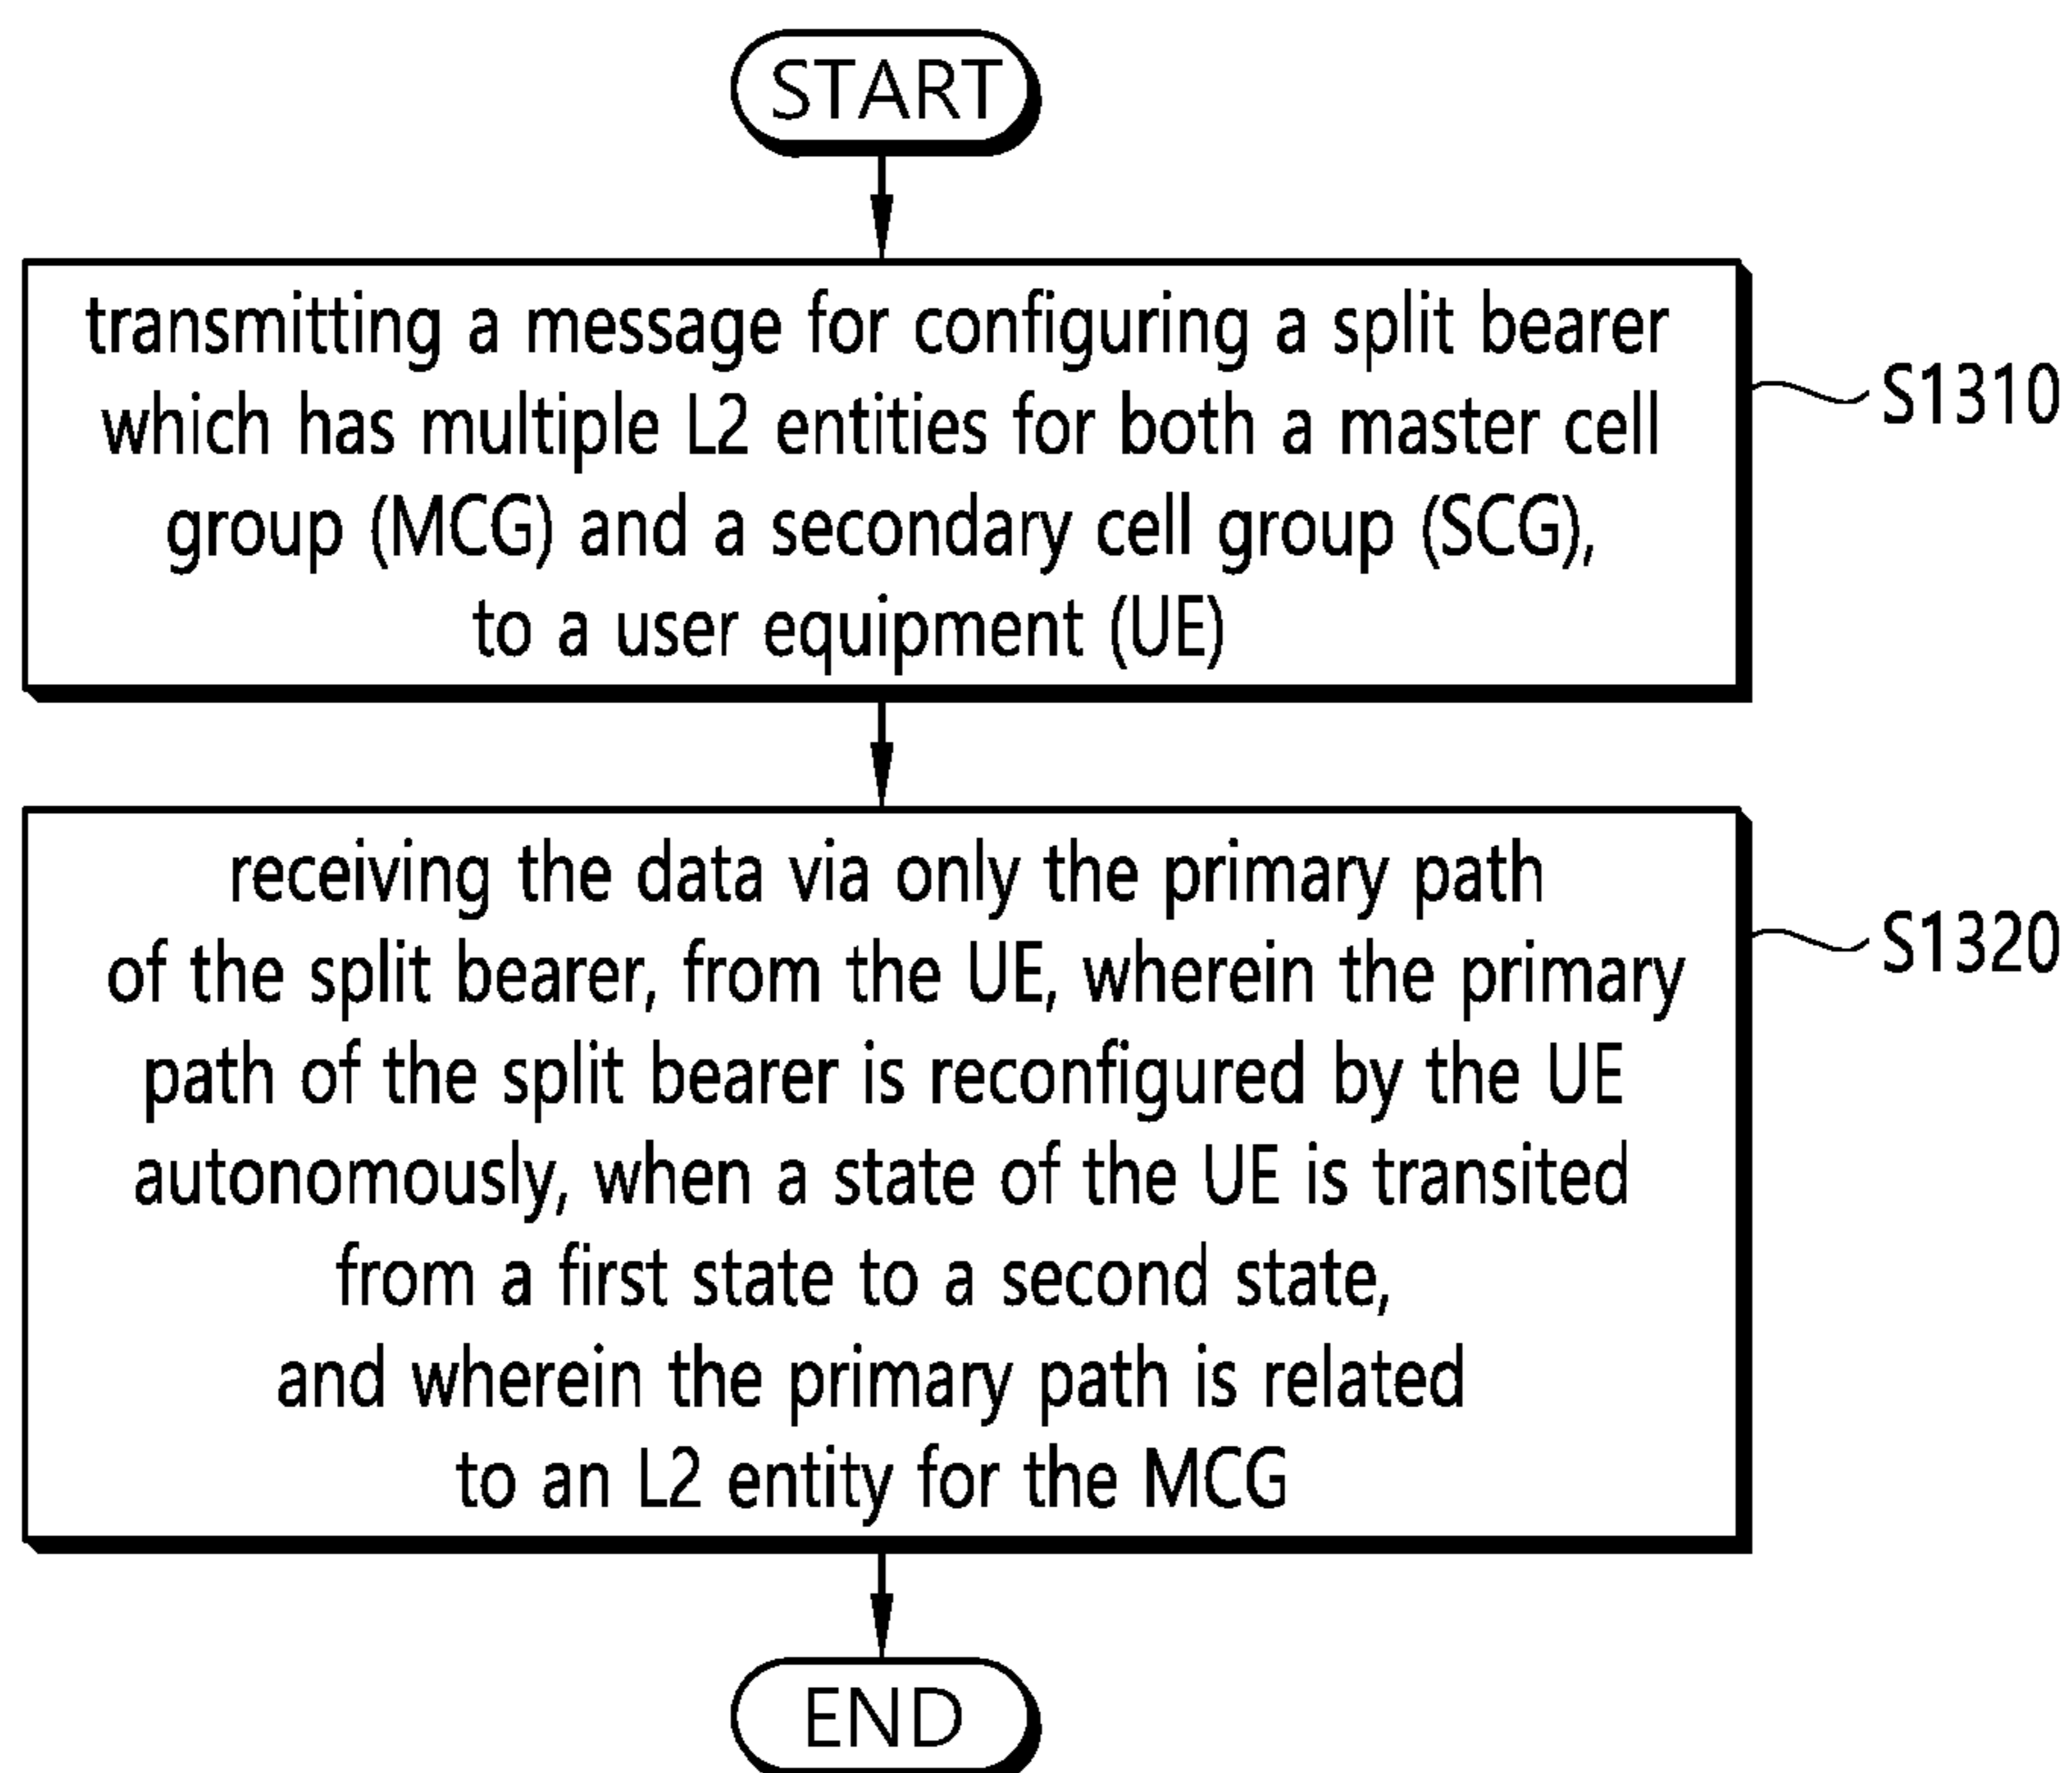 START
transmitting a message for configuring a split bearer
which has multiple L2 entities for both a master cell
group (MCG) and a secondary cell group (SCG),
to a user equipment (UE)
S1310
receiving the data via only the primary path
of the split bearer, from the UE, wherein the primary
path of the split bearer is reconfigured by the UE
autonomously, when a state of the UE is transited
from a first state to a second state,
and wherein the primary path is related
to an L2 entity for the MCG
S1320
END